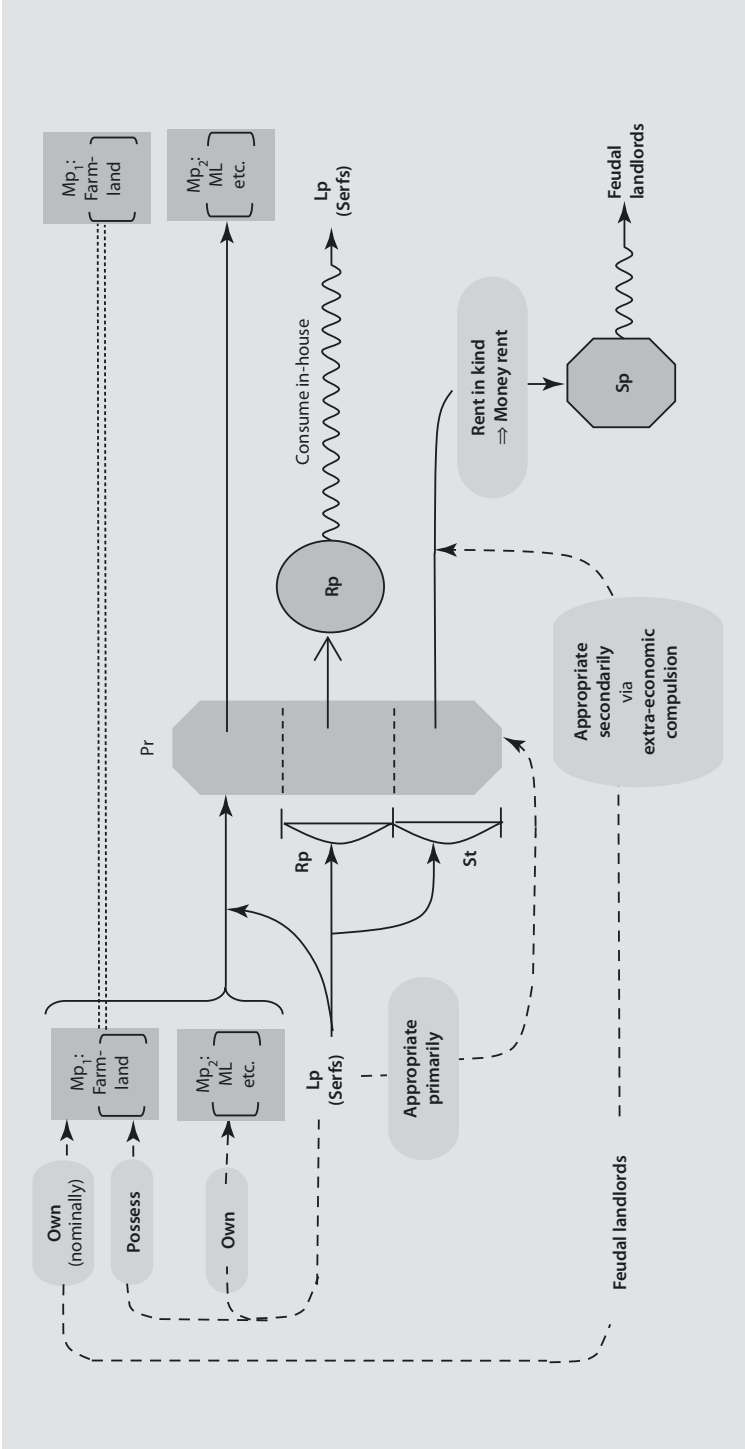 Own
(nominally)
Possess
Own
Mp₁:
Farm-
land
Mp₂:
ML
etc.
Lp
(Serfs)
Appropriate
primarily
Feudal landlords
Rp
St
Pr
Appropriate
secondarily
via
extra-economic
compulsion
Rp
Consume in-house
Lp
(Serfs)
Rent in kind
⇒ Money rent
Sp
Feudal
landlords
Mp₁:
Farm-
land
Mp₂:
ML
etc.